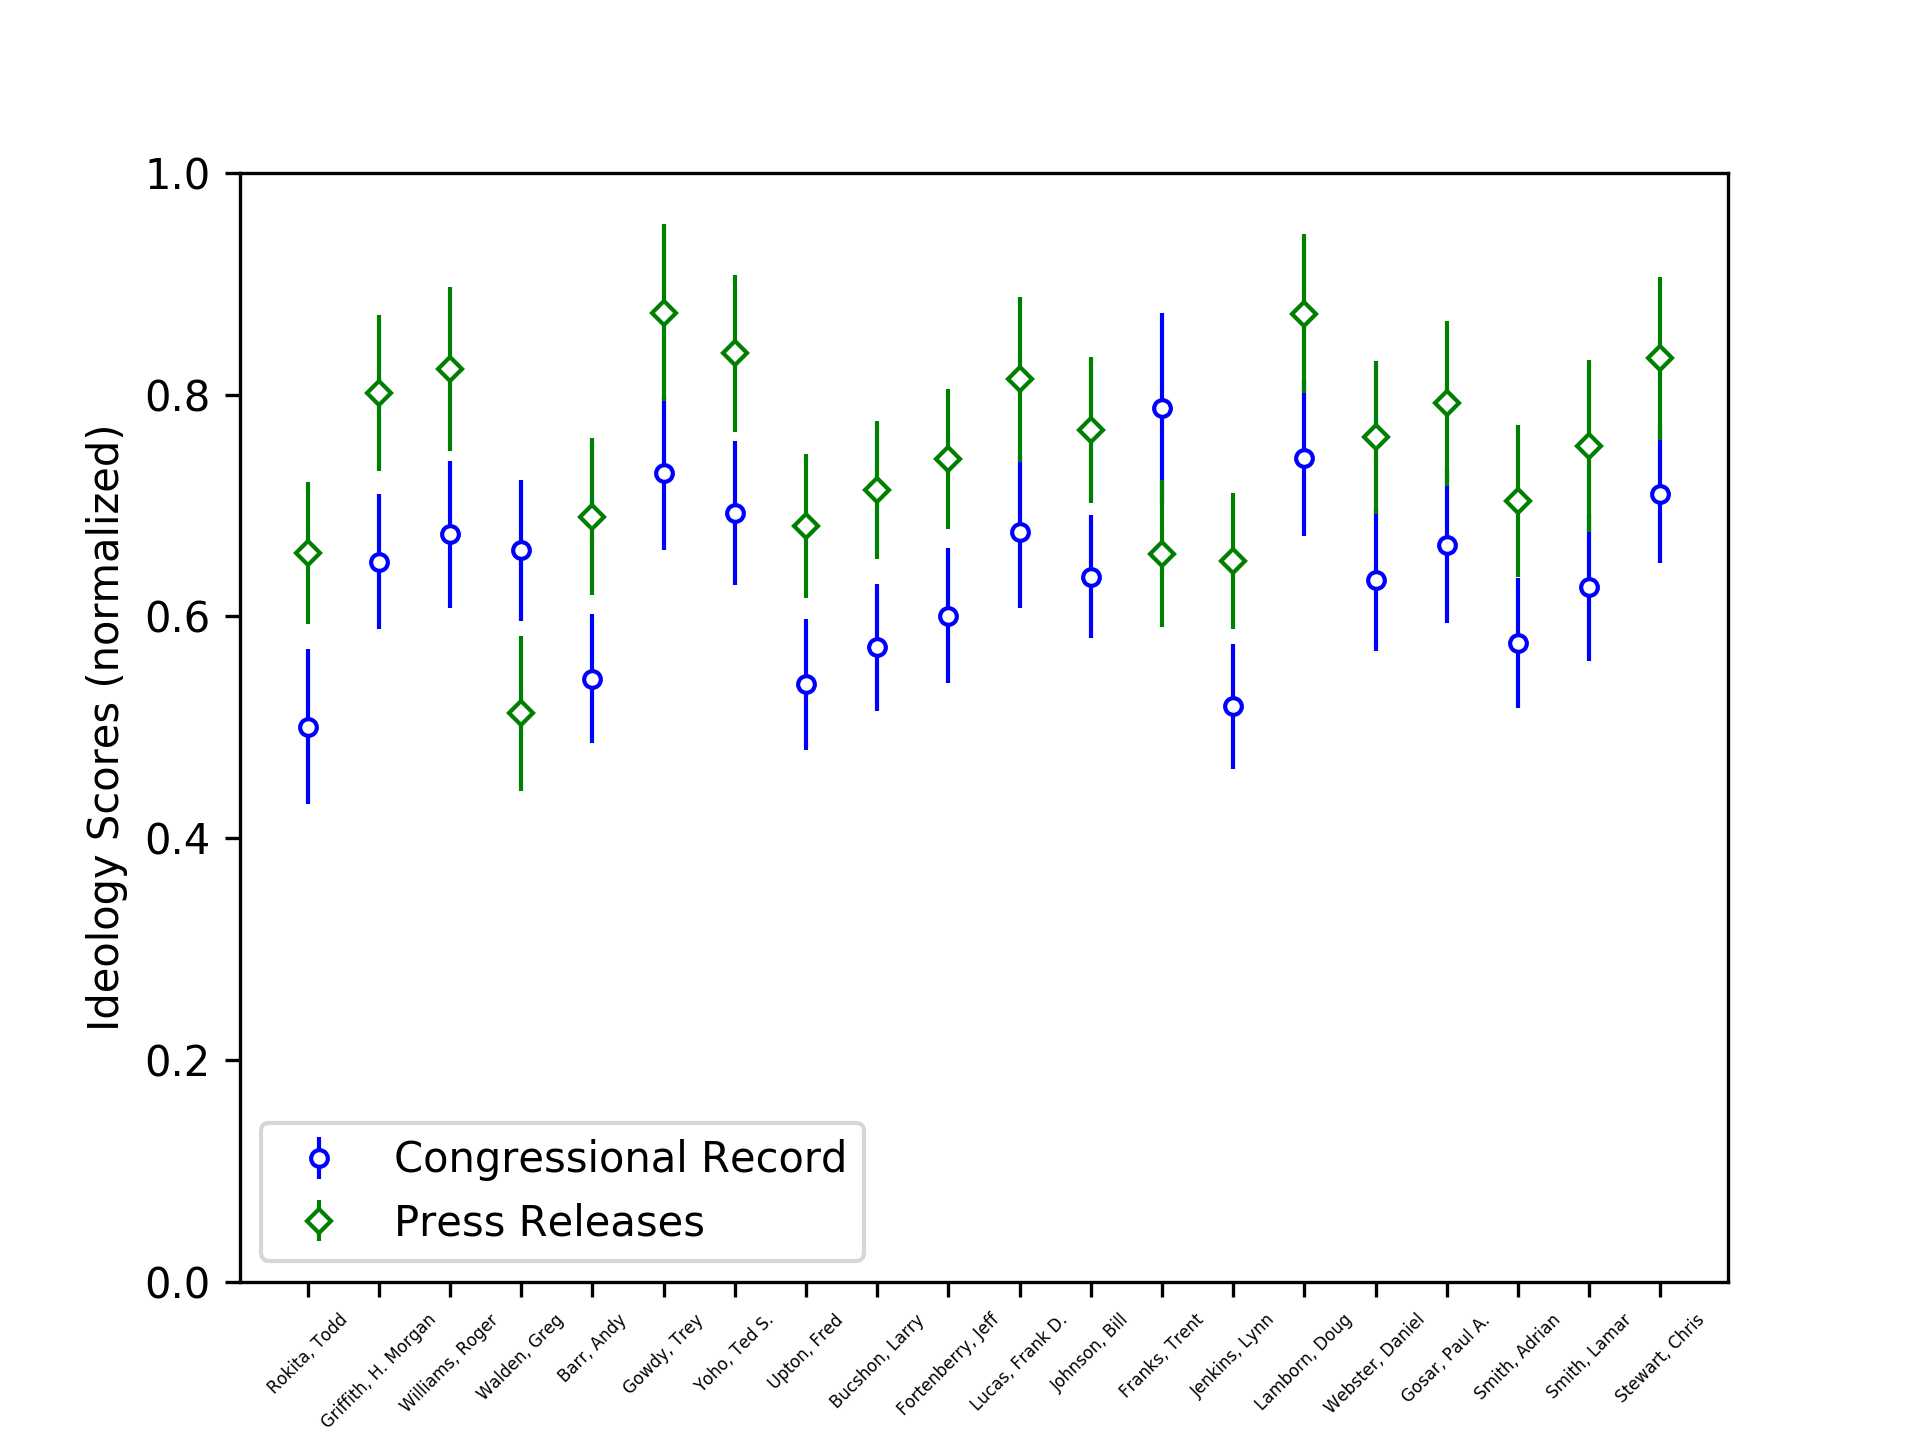 1.0
0.8
0.6
0.4
0.2
0.0
Ideology Scores (normalized)
Congressional Record
Press Releases
Rokita, Todd
Griffith, H. Morgan
Williams, Roger
Walden, Greg
Barr, Andy
Gowdy, Trey
Yoho, Ted S.
Upton, Fred
Bucshon, Larry
Fortenberry, Jeff
Lucas, Frank D.
Johnson, Bill
Franks, Trent
Jenkins, Lynn
Lamborn, Doug
Webster, Daniel
Gosar, Paul A.
Smith, Adrian
Smith, Lamar
Stewart, Chris